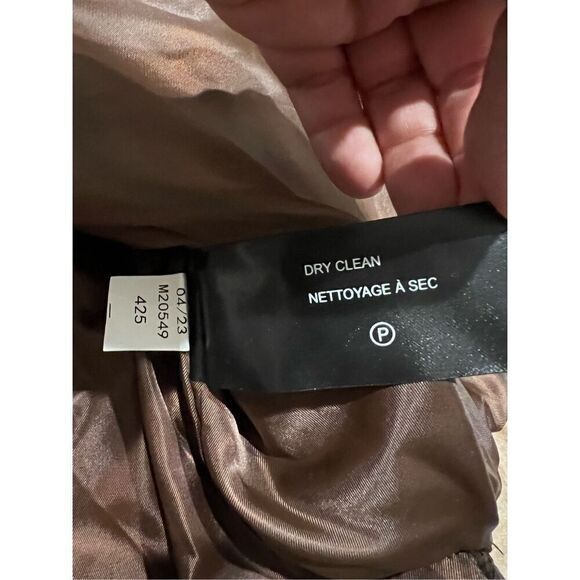 DRY CLEAN
NETTOYAGE À SEC
P
04/23
M20549
425